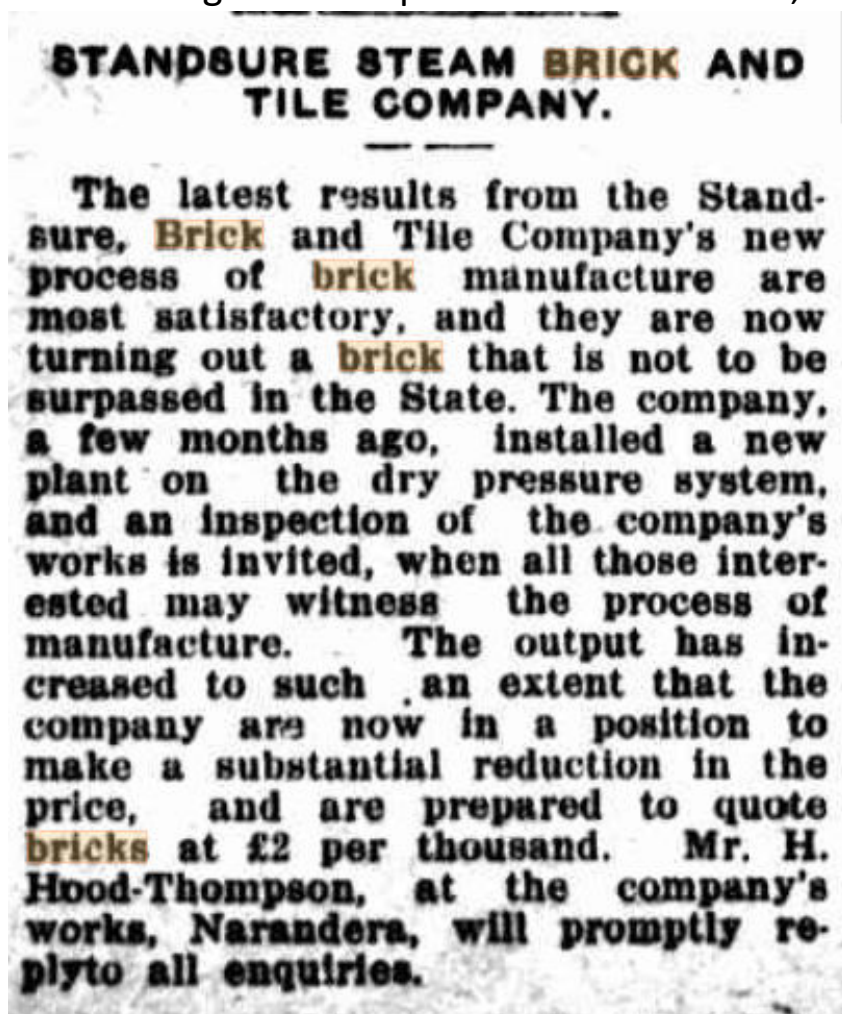 STANDSURE STEAM BRICK AND
TILE COMPANY.
The latest results from the Stand-
sure, Brick and Tile Company's new
process of brick manufacture are
most satisfactory, and they are now
turning out a brick that is not to be
surpassed in the State. The company,
a few months ago, installed a new
plant on the dry pressure system,
and an inspection of the company's
works is invited, when all those inter-
ested may witness the process of
manufacture. The output has in-
creased to such an extent that the
company are now in a position to
make a substantial reduction in the
price, and are prepared to quote
bricks at £2 per thousand. Mr. H.
Hood-Thompson, at the company's
works, Narandera, will promptly re-
plyto all enquiries.